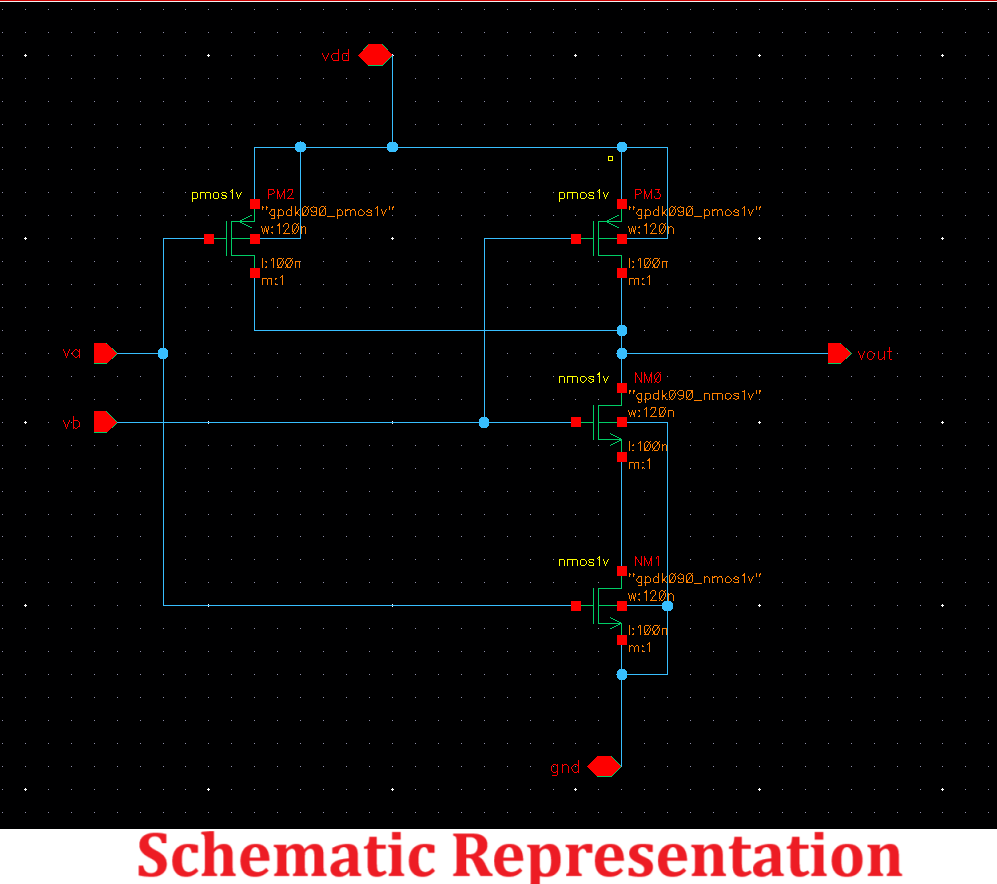 vdd
pmos1v PM2
"gpdk090_pmos1v"
w:120n
l:100n
m:1
pmos1v PM3
"gpdk090_pmos1v"
w:120n
l:100n
m:1
va
vout
nmos1v NM0
"gpdk090_nmos1v"
w:120n
vb
l:100n
m:1
nmos1v NM1
"gpdk090_nmos1v"
w:120n
l:100n
m:1
gnd
Schematic Representation